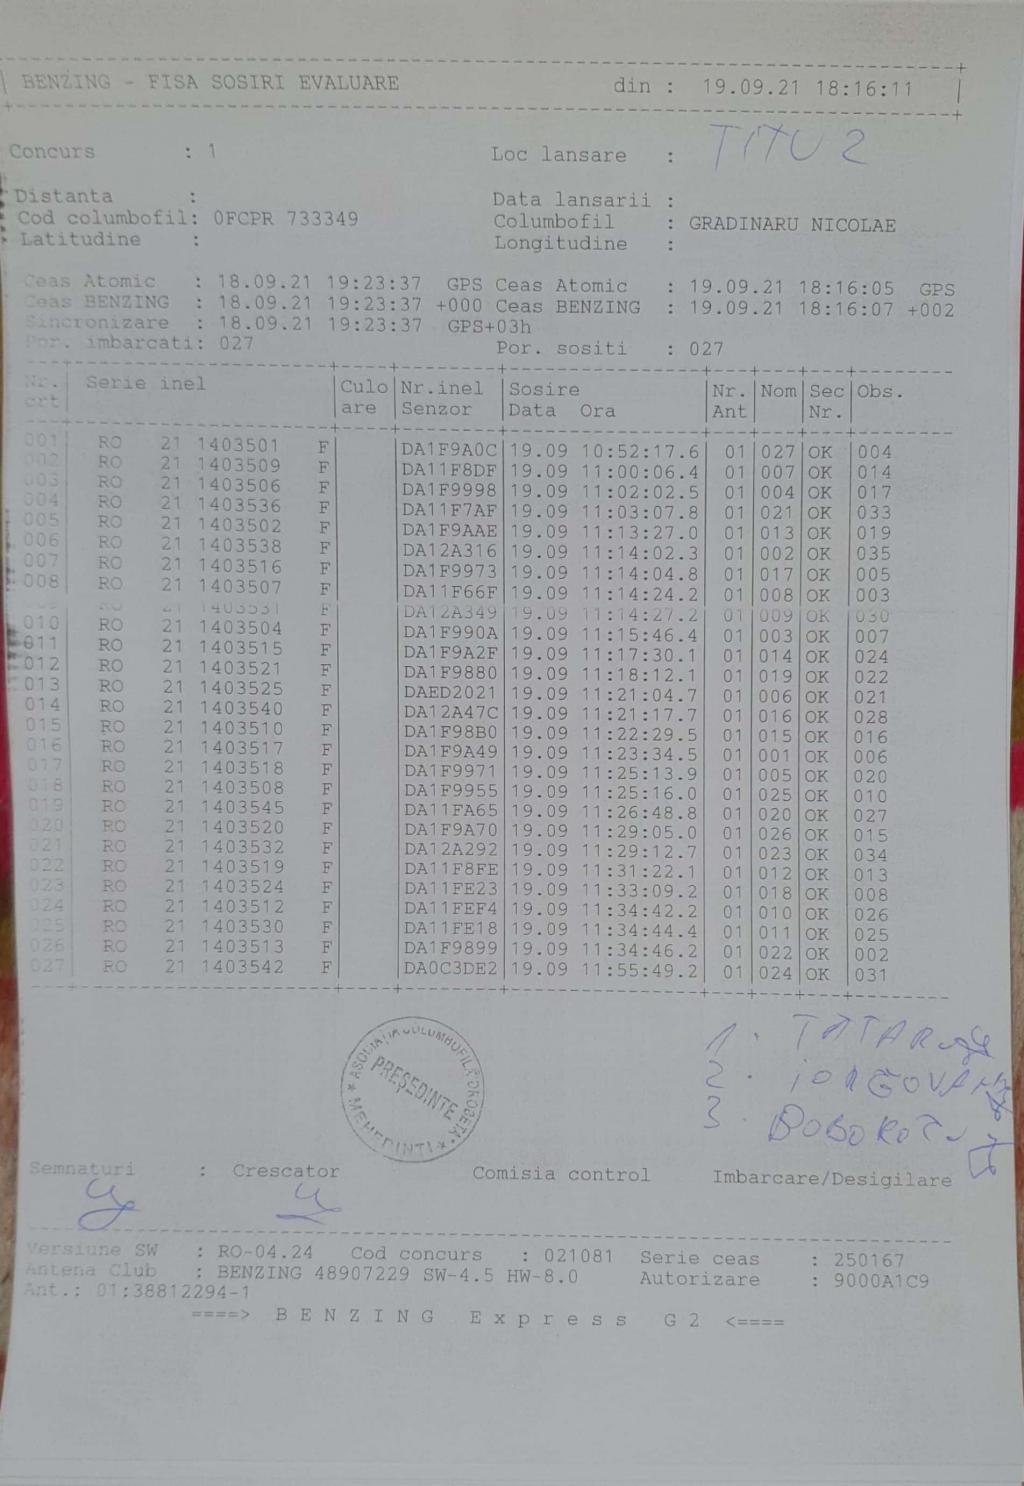 BENZING - FISA SOSIRI EVALUARE din : 19.09.21 18:16:11
Concurs : 1 Loc lansare : TITU 2
Distanta : Data lansarii :
Cod columbofil: 0FCPR 733349 Columbofil : GRADINARU NICOLAE
Latitudine : Longitudine :
Ceas Atomic : 18.09.21 19:23:37 GPS Ceas Atomic : 19.09.21 18:16:05 GPS
Ceas BENZING : 18.09.21 19:23:37 +000 Ceas BENZING : 19.09.21 18:16:07 +002
Sincronizare : 18.09.21 19:23:37 GPS+03h
Por. imbarcati: 027 Por. sositi : 027
Nr. Serie inel Culo Nr.inel Sosire Nr. Nom Sec Obs.
crt are Senzor Data Ora Ant Nr.
001 RO 21 1403501 F DA1F9A0C 19.09 10:52:17.6 01 027 OK 004
002 RO 21 1403509 F DA11F8DF 19.09 11:00:06.4 01 007 OK 014
003 RO 21 1403506 F DA1F9998 19.09 11:02:02.5 01 004 OK 017
004 RO 21 1403536 F DA11F7AF 19.09 11:03:07.8 01 021 OK 033
005 RO 21 1403502 F DA1F9AAE 19.09 11:13:27.0 01 013 OK 019
006 RO 21 1403538 F DA12A316 19.09 11:14:02.3 01 002 OK 035
007 RO 21 1403516 F DA1F9973 19.09 11:14:04.8 01 017 OK 005
008 RO 21 1403507 F DA11F66F 19.09 11:14:24.2 01 008 OK 003
RO 21 1403531 F DA12A349 19.09 11:14:27.2 01 009 OK 030
010 RO 21 1403504 F DA1F990A 19.09 11:15:46.4 01 003 OK 007
011 RO 21 1403515 F DA1F9A2F 19.09 11:17:30.1 01 014 OK 024
012 RO 21 1403521 F DA1F9880 19.09 11:18:12.1 01 019 OK 022
013 RO 21 1403525 F DAED2021 19.09 11:21:04.7 01 006 OK 021
014 RO 21 1403540 F DA12A47C 19.09 11:21:17.7 01 016 OK 028
015 RO 21 1403510 F DA1F98B0 19.09 11:22:29.5 01 015 OK 016
016 RO 21 1403517 F DA1F9A49 19.09 11:23:34.5 01 001 OK 006
017 RO 21 1403518 F DA1F9971 19.09 11:25:13.9 01 005 OK 020
018 RO 21 1403508 F DA1F9955 19.09 11:25:16.0 01 025 OK 010
019 RO 21 1403545 F DA11FA65 19.09 11:26:48.8 01 020 OK 027
020 RO 21 1403520 F DA1F9A70 19.09 11:29:05.0 01 026 OK 015
021 RO 21 1403532 F DA12A292 19.09 11:29:12.7 01 023 OK 034
022 RO 21 1403519 F DA11F8FE 19.09 11:31:22.1 01 012 OK 013
023 RO 21 1403524 F DA11FE23 19.09 11:33:09.2 01 018 OK 008
024 RO 21 1403512 F DA11FEF4 19.09 11:34:42.2 01 010 OK 026
025 RO 21 1403530 F DA11FE18 19.09 11:34:44.4 01 011 OK 025
026 RO 21 1403513 F DA1F9899 19.09 11:34:46.2 01 022 OK 002
027 RO 21 1403542 F DA0C3DE2 19.09 11:55:49.2 01 024 OK 031
ASOCIATIA COLUMBOFILA DROBETA
PREŞEDINTE
* MEHEDINTI *
1.
2.
3.
Semnaturi : Crescator Comisia control Imbarcare/Desigilare
Versiune SW : RO-04.24 Cod concurs : 021081 Serie ceas : 250167
Antena Club : BENZING 48907229 SW-4.5 HW-8.0 Autorizare : 9000A1C9
Ant.: 01:38812294-1
====> B E N Z I N G E x p r e s s G 2 <====